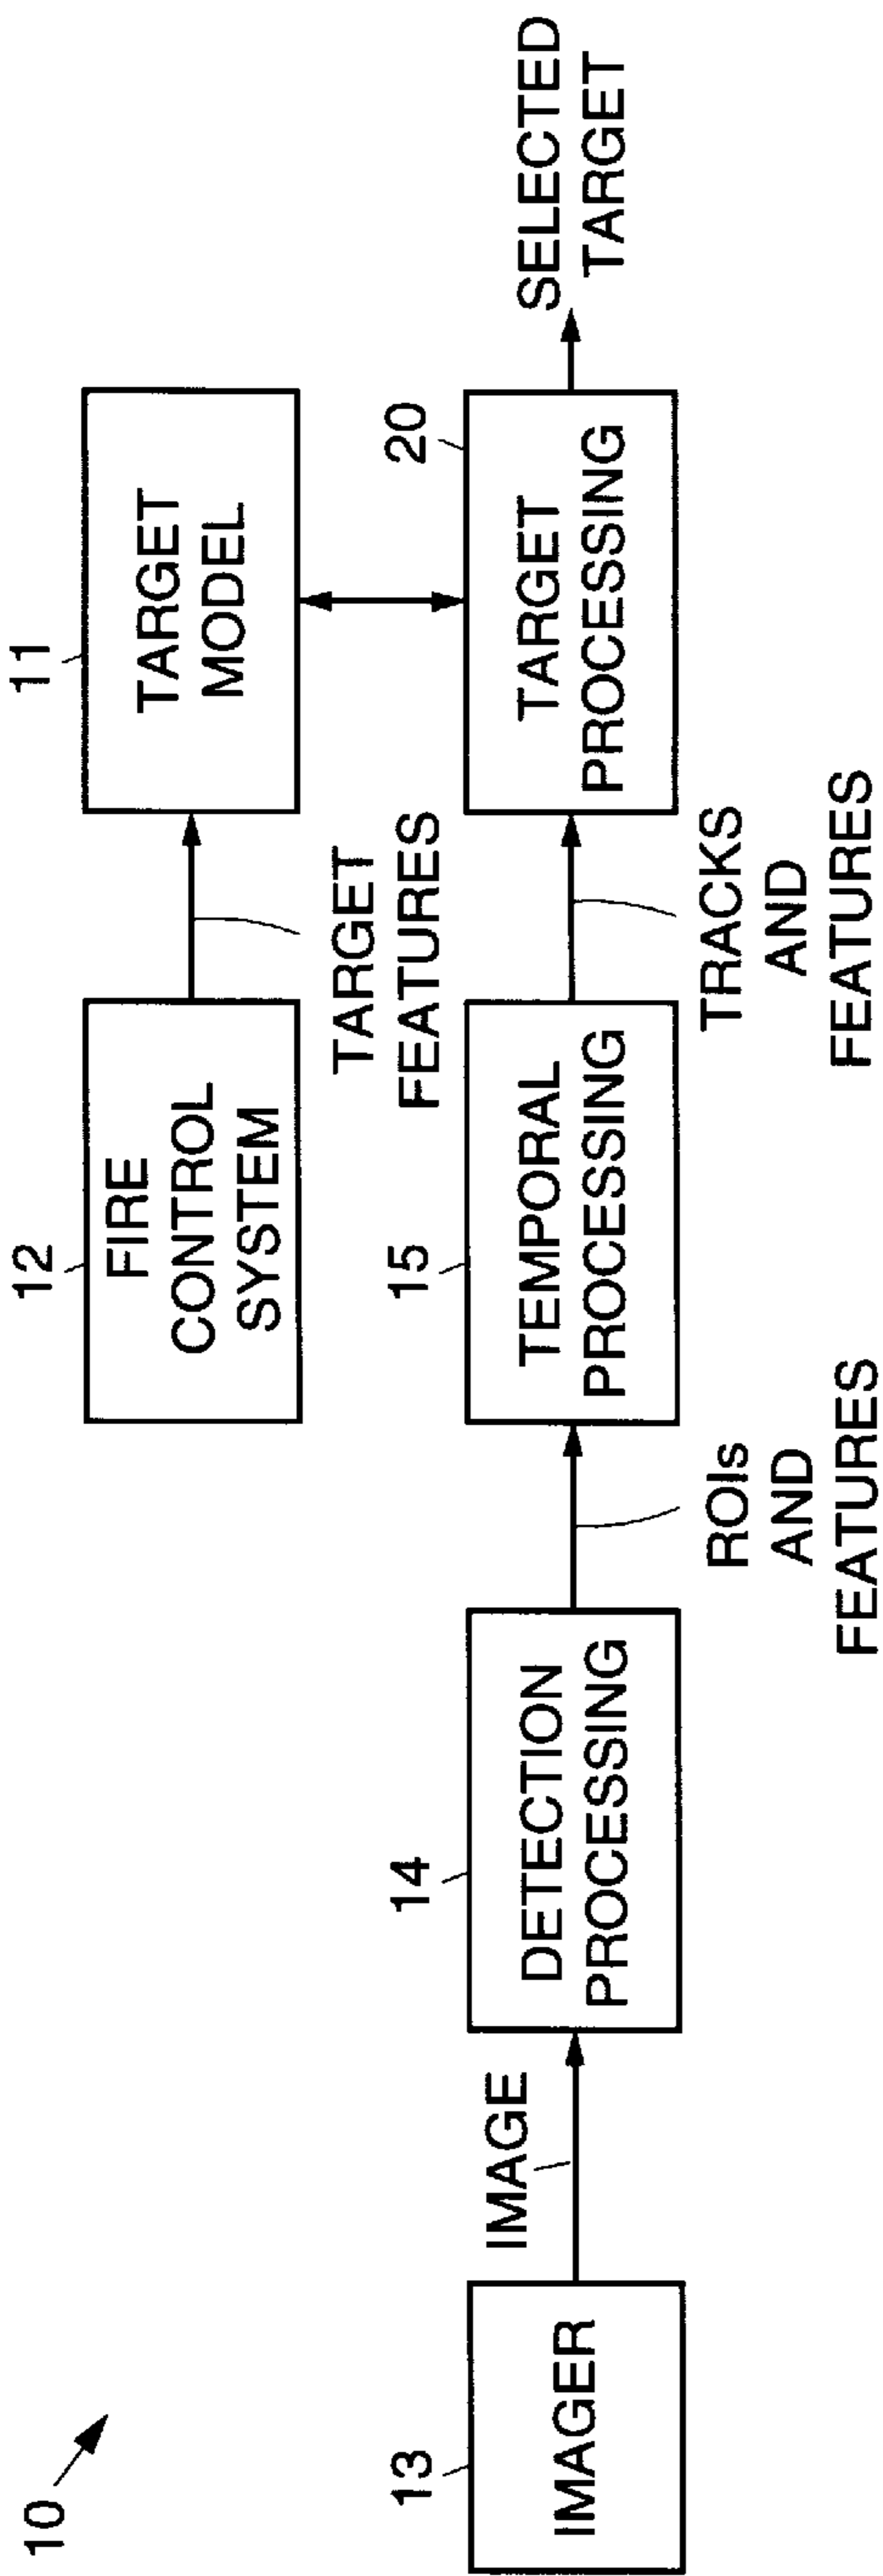 10
12
FIRE
CONTROL
SYSTEM
TARGET
FEATURES
11
TARGET
MODEL
13
IMAGER
IMAGE
14
DETECTION
PROCESSING
ROIs
AND
FEATURES
15
TEMPORAL
PROCESSING
TRACKS
AND
FEATURES
20
TARGET
PROCESSING
SELECTED
TARGET